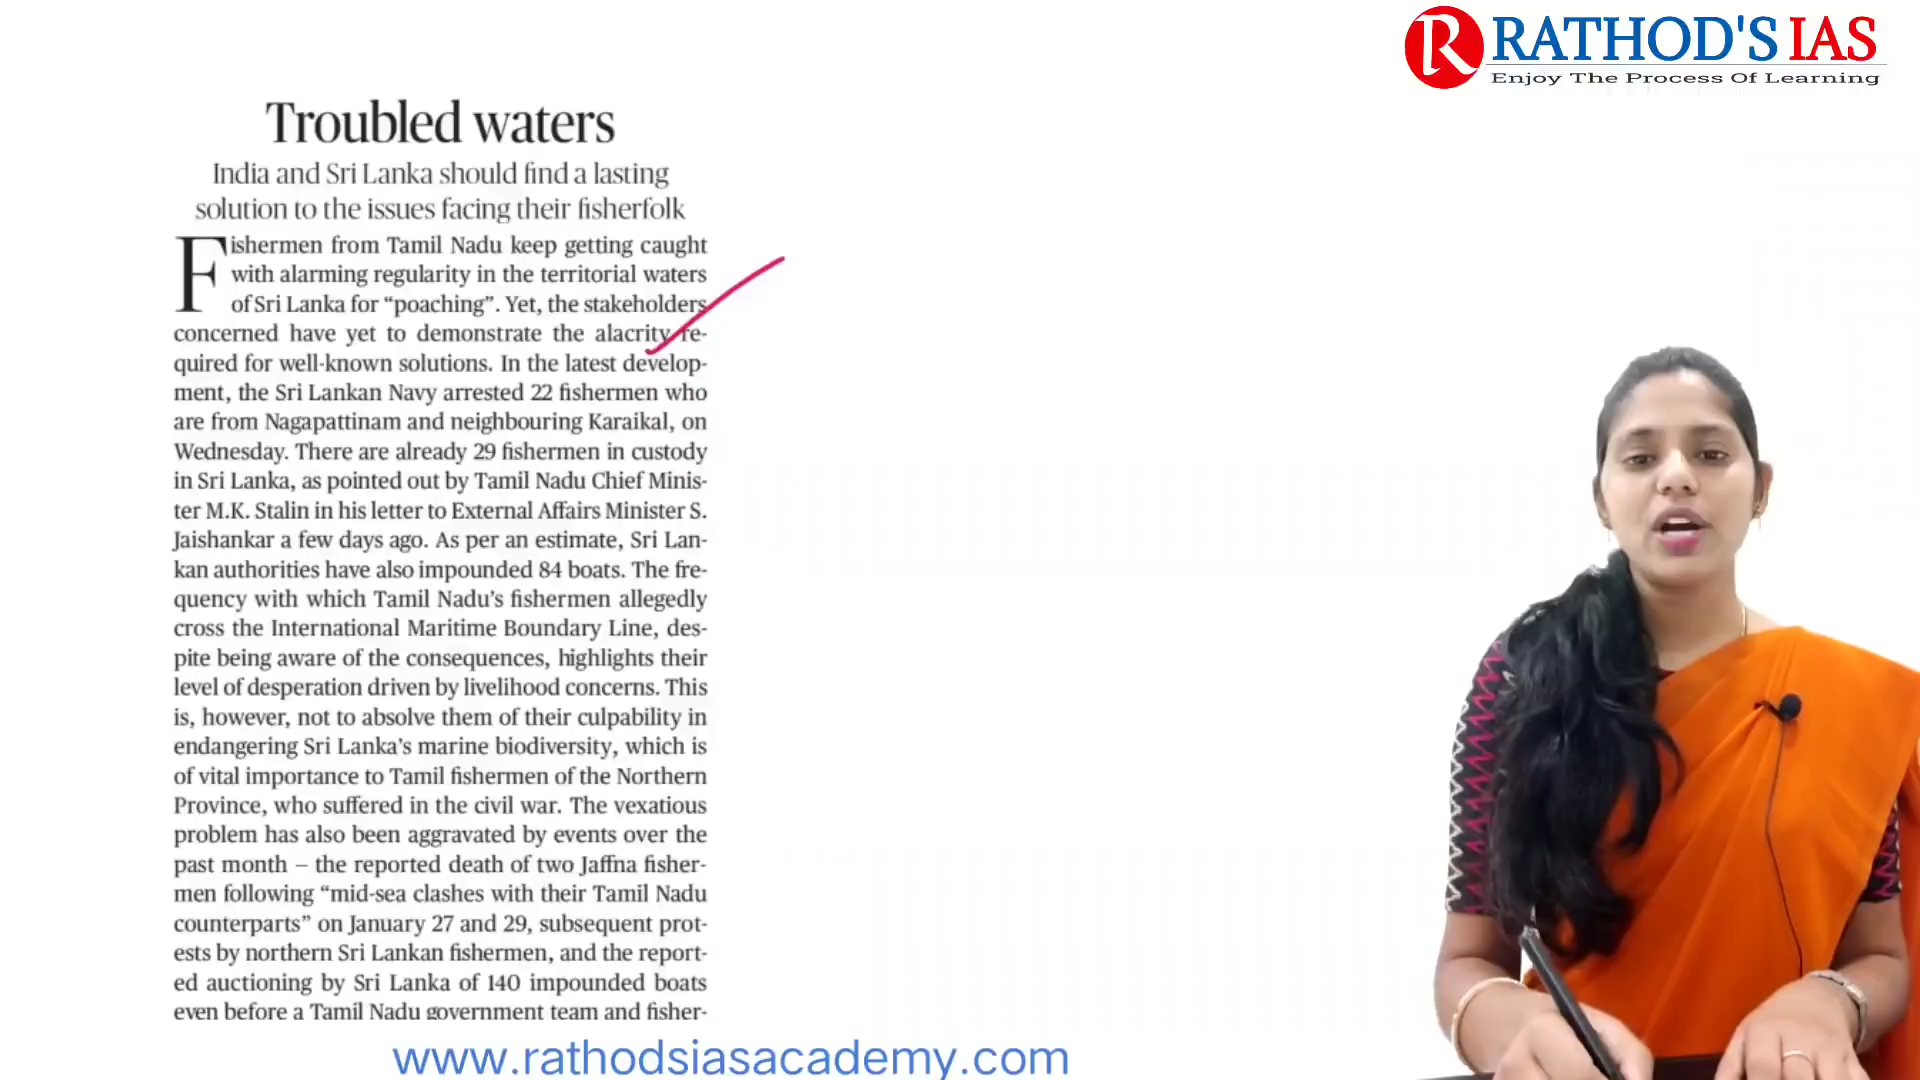 RATHOD'S IAS
Enjoy The Process Of Learning
Troubled waters
India and Sri Lanka should find a lasting
solution to the issues facing their fisherfolk
Fishermen from Tamil Nadu keep getting caught
with alarming regularity in the territorial waters
of Sri Lanka for “poaching”. Yet, the stakeholders
concerned have yet to demonstrate the alacrity re-
quired for well-known solutions. In the latest develop-
ment, the Sri Lankan Navy arrested 22 fishermen who
are from Nagapattinam and neighbouring Karaikal, on
Wednesday. There are already 29 fishermen in custody
in Sri Lanka, as pointed out by Tamil Nadu Chief Minis-
ter M.K. Stalin in his letter to External Affairs Minister S.
Jaishankar a few days ago. As per an estimate, Sri Lan-
kan authorities have also impounded 84 boats. The fre-
quency with which Tamil Nadu’s fishermen allegedly
cross the International Maritime Boundary Line, des-
pite being aware of the consequences, highlights their
level of desperation driven by livelihood concerns. This
is, however, not to absolve them of their culpability in
endangering Sri Lanka’s marine biodiversity, which is
of vital importance to Tamil fishermen of the Northern
Province, who suffered in the civil war. The vexatious
problem has also been aggravated by events over the
past month – the reported death of two Jaffna fisher-
men following “mid-sea clashes with their Tamil Nadu
counterparts” on January 27 and 29, subsequent prot-
ests by northern Sri Lankan fishermen, and the report-
ed auctioning by Sri Lanka of 140 impounded boats
even before a Tamil Nadu government team and fisher-
www.rathodsiasacademy.com